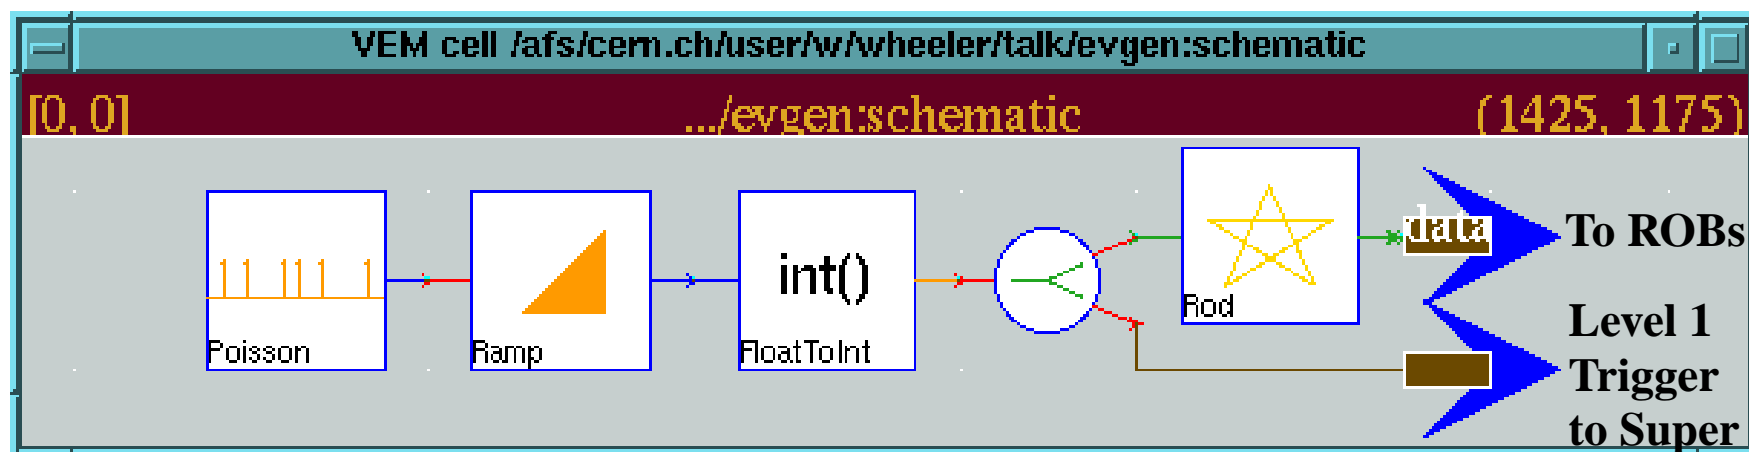 VEM cell /afs/cern.ch/user/w/wheeler/talk/evgen:schematic
[0, 0] .../evgen:schematic (1425, 1175)
Poisson
Ramp
int()
FloatToInt
Rod
data
To ROBs
Level 1
Trigger
to Super